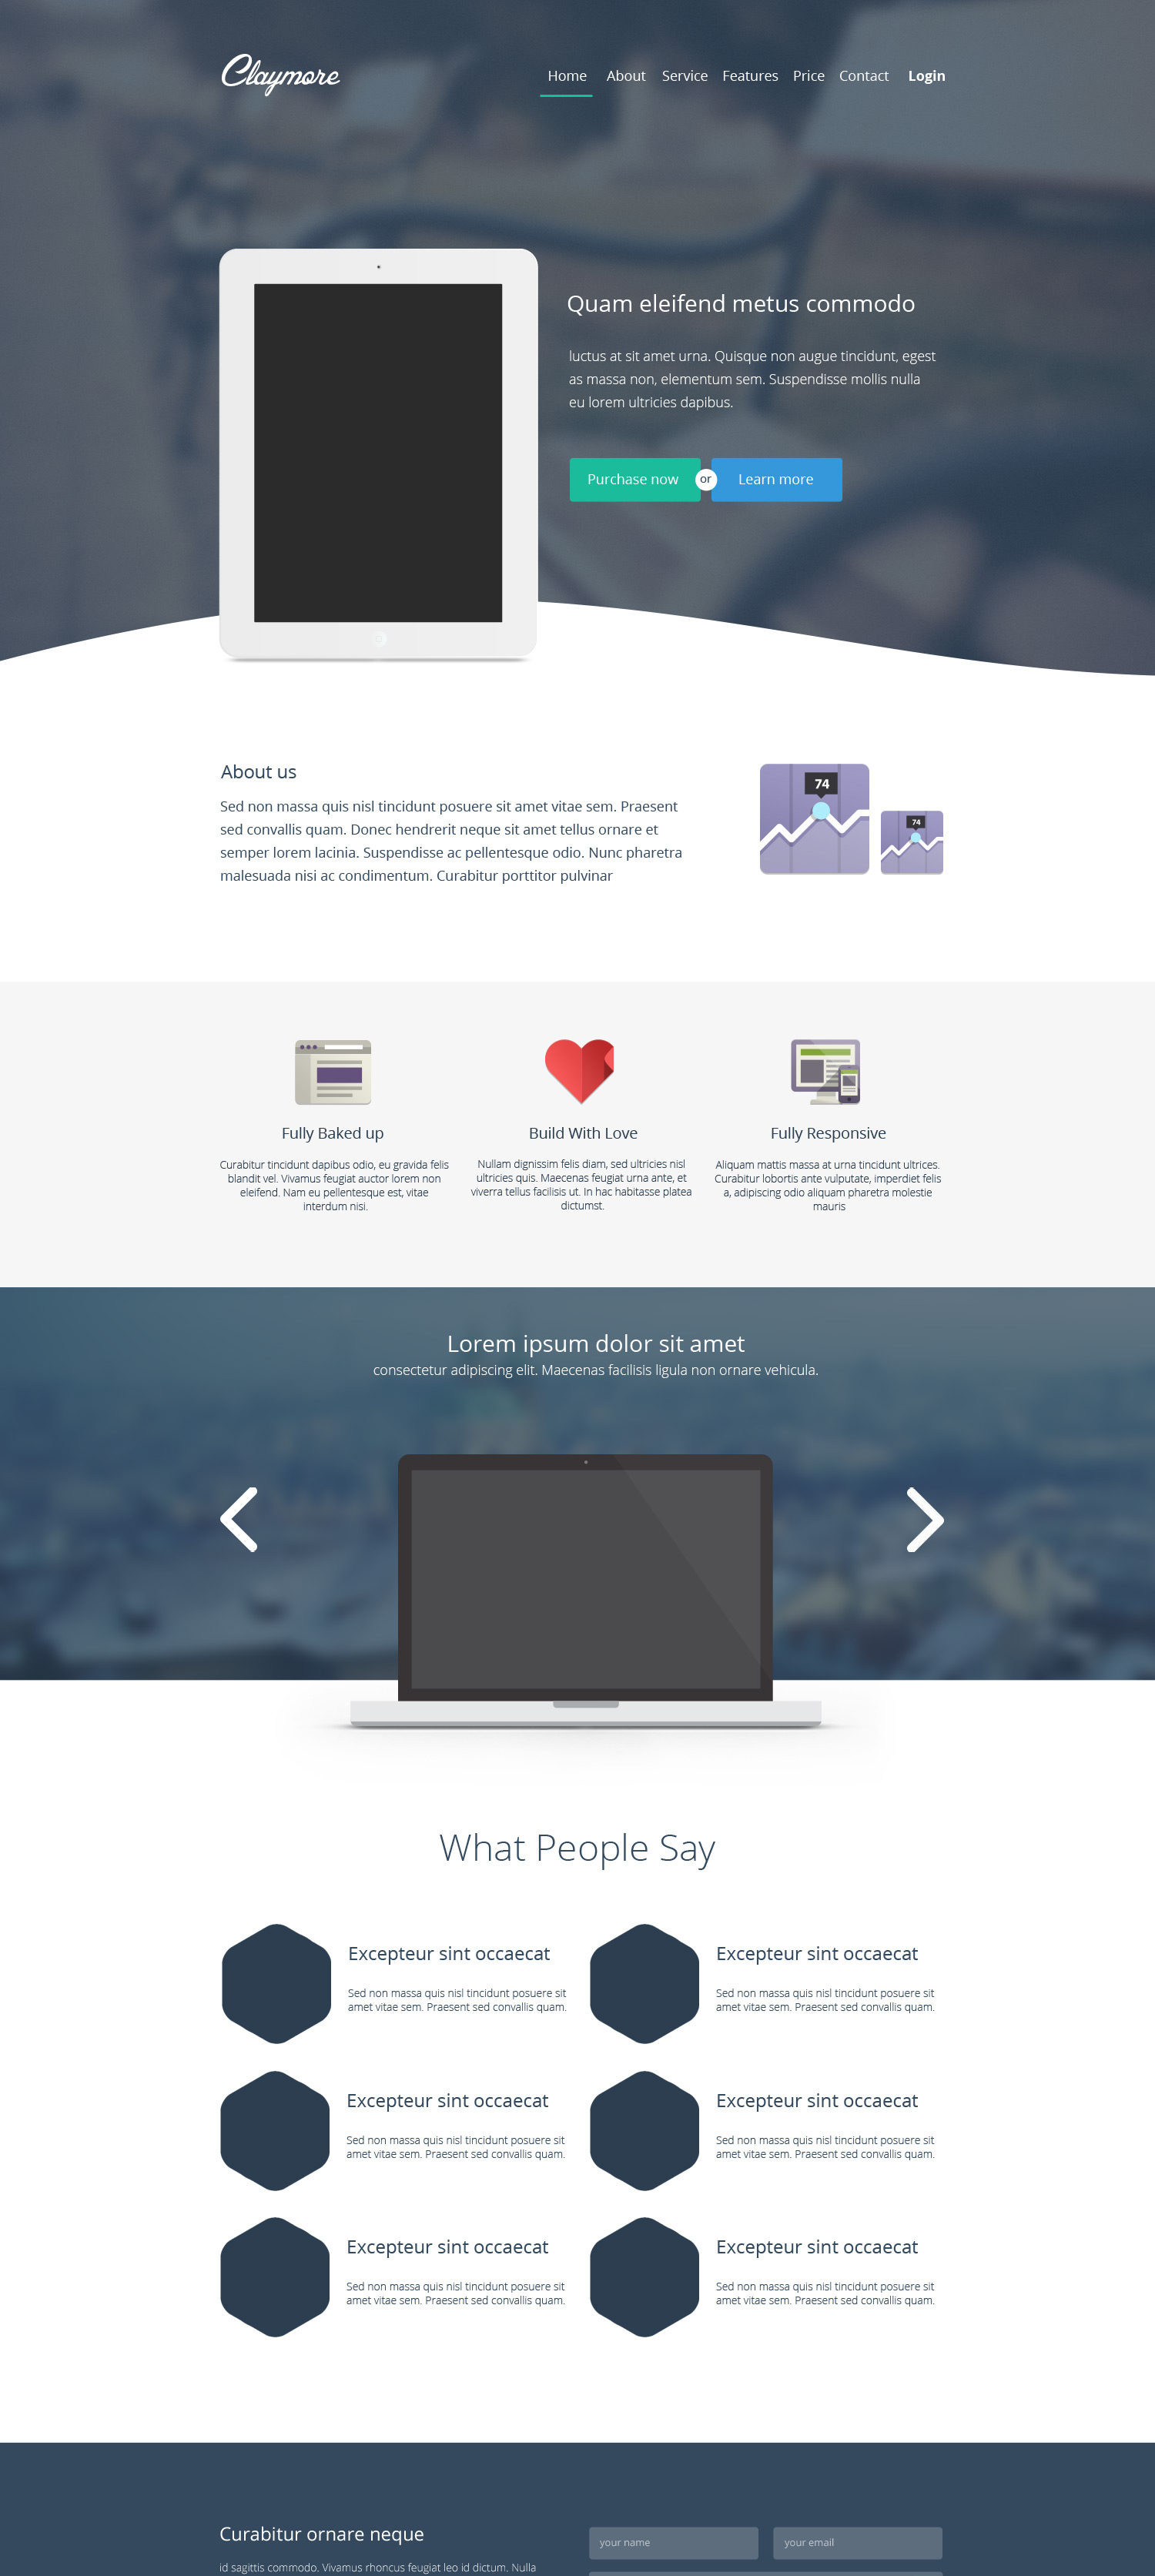 Claymore
Home About Service Features Price Contact Login
Quam eleifend metus commodo
luctus at sit amet urna. Quisque non augue tincidunt, egest
as massa non, elementum sem. Suspendisse mollis nulla
eu lorem ultricies dapibus.
Purchase now or Learn more
About us
Sed non massa quis nisl tincidunt posuere sit amet vitae sem. Praesent
sed convallis quam. Donec hendrerit neque sit amet tellus ornare et
semper lorem lacinia. Suspendisse ac pellentesque odio. Nunc pharetra
malesuada nisi ac condimentum. Curabitur porttitor pulvinar
74
74
Fully Baked up
Curabitur tincidunt dapibus odio, eu gravida felis
blandit vel. Vivamus feugiat auctor lorem non
eleifend. Nam eu pellentesque est, vitae
interdum nisi.
Build With Love
Nullam dignissim felis diam, sed ultricies nisl
ultricies quis. Maecenas feugiat urna ante, et
viverra tellus facilisis ut. In hac habitasse platea
dictumst.
Fully Responsive
Aliquam mattis massa at urna tincidunt ultrices.
Curabitur lobortis ante vulputate, imperdiet felis
a, adipiscing odio aliquam pharetra molestie
mauris
Lorem ipsum dolor sit amet
consectetur adipiscing elit. Maecenas facilisis ligula non ornare vehicula.
What People Say
Excepteur sint occaecat
Sed non massa quis nisl tincidunt posuere sit
amet vitae sem. Praesent sed convallis quam.
Excepteur sint occaecat
Sed non massa quis nisl tincidunt posuere sit
amet vitae sem. Praesent sed convallis quam.
Excepteur sint occaecat
Sed non massa quis nisl tincidunt posuere sit
amet vitae sem. Praesent sed convallis quam.
Excepteur sint occaecat
Sed non massa quis nisl tincidunt posuere sit
amet vitae sem. Praesent sed convallis quam.
Excepteur sint occaecat
Sed non massa quis nisl tincidunt posuere sit
amet vitae sem. Praesent sed convallis quam.
Excepteur sint occaecat
Sed non massa quis nisl tincidunt posuere sit
amet vitae sem. Praesent sed convallis quam.
Curabitur ornare neque
id sagittis commodo. Vivamus rhoncus feugiat leo id dictum. Nulla
your name
your email